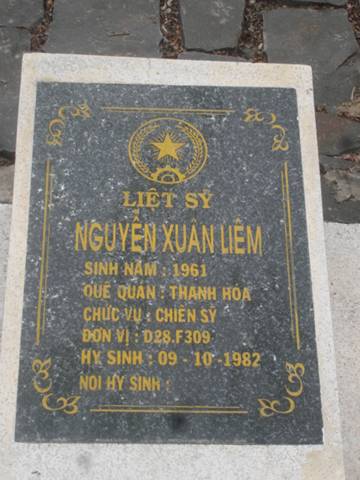 LIỆT SỸ
NGUYỄN XUÂN LIÊM
SINH NĂM : 1961
QUÊ QUÁN : THANH HÓA
CHỨC VỤ : CHIẾN SỸ
ĐƠN VỊ : D28.F309
HY SINH : 09 - 10 - 1982
NƠI HY SINH :